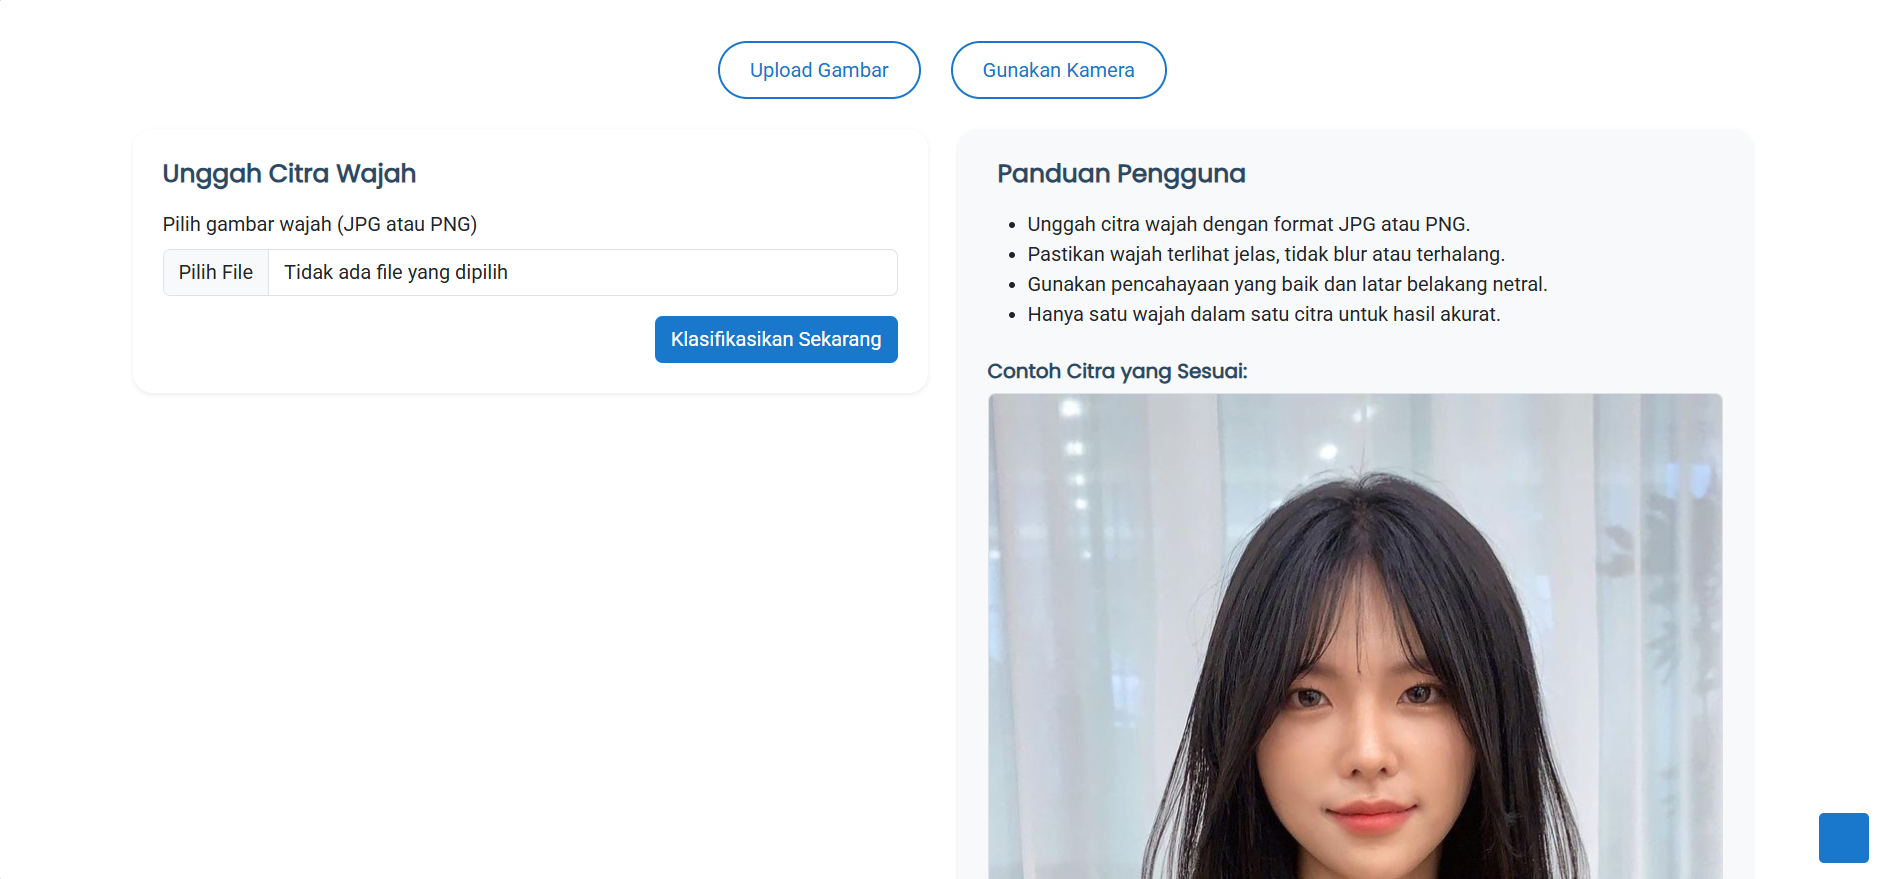 Upload Gambar
Gunakan Kamera
Unggah Citra Wajah
Pilih gambar wajah (JPG atau PNG)
Pilih File
Tidak ada file yang dipilih
Klasifikasikan Sekarang
Panduan Pengguna
• Unggah citra wajah dengan format JPG atau PNG.
• Pastikan wajah terlihat jelas, tidak blur atau terhalang.
• Gunakan pencahayaan yang baik dan latar belakang netral.
• Hanya satu wajah dalam satu citra untuk hasil akurat.
Contoh Citra yang Sesuai: